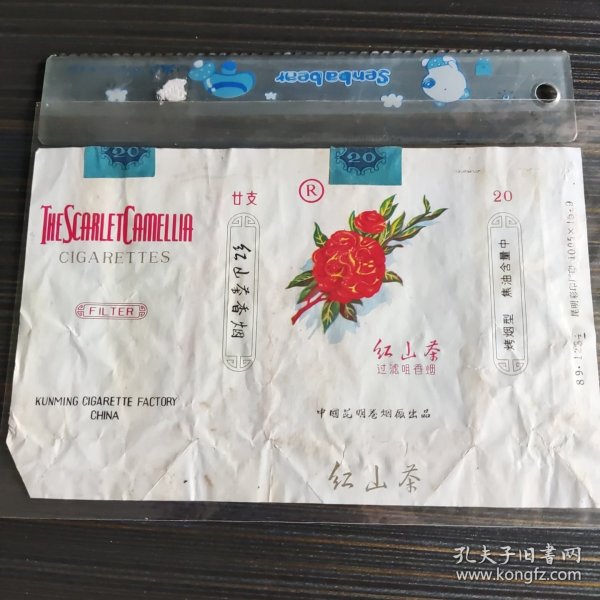 Senbabear
20
20
THE SCARLET CAMELLIA
CIGARETTES
FILTER
KUNMING CIGARETTE FACTORY
CHINA
廿支
红山茶香烟
R
红山茶
过滤咀香烟
中国昆明卷烟厂出品
红山茶
20
烤烟型 焦油含量中
孔夫子旧书网
www.kongfz.com